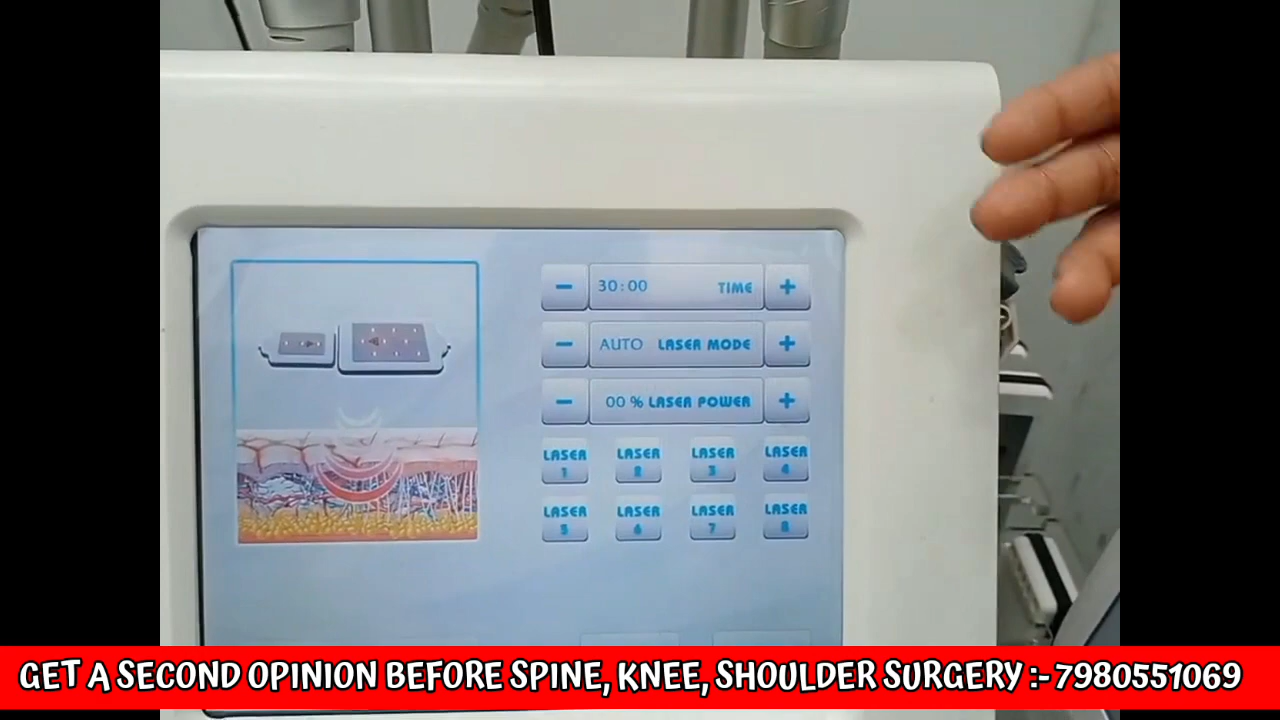 30:00 TIME
AUTO LASER MODE
00 % LASER POWER
LASER 1
LASER 2
LASER 3
LASER 4
LASER 5
LASER 6
LASER 7
LASER 8
GET A SECOND OPINION BEFORE SPINE, KNEE, SHOULDER SURGERY :- 7980551069